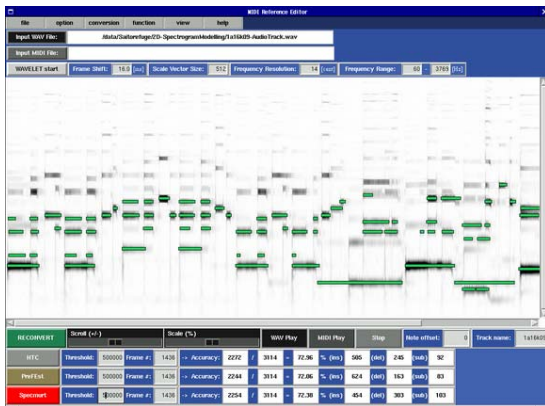 MIDI Reference Editor
file option conversion function view help
Input WAV File: /data/Saitorefuge/2D-SpectrogramModelling/1a16k09-AudioTrack.wav
Input MIDI File:
WAVELET start Frame Shift: 16.0 [ms] Scale Vector Size: 512 Frequency Resolution: 14 [cent] Frequency Range: 60 - 3769 [Hz]
RECONVERT Scroll (+/-) Scale (%) WAV Play MIDI Play Stop Note offset: 0 Track name: 1a16k09
HTC Threshold: 500000 Frame #: 1436 -> Accuracy: 2272 / 3114 = 72.96 % (ins) 505 (del) 245 (sub) 92
PreFEst Threshold: 500000 Frame #: 1436 -> Accuracy: 2244 / 3114 = 72.06 % (ins) 624 (del) 163 (sub) 83
Specmurt Threshold: 500000 Frame #: 1436 -> Accuracy: 2254 / 3114 = 72.38 % (ins) 454 (del) 303 (sub) 103